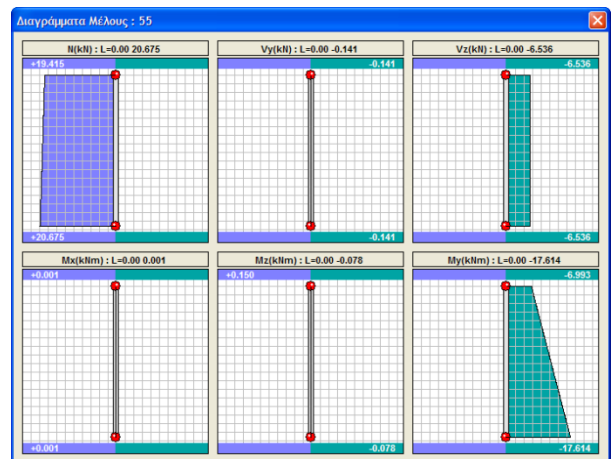 Διαγράμματα Μέλους : 55
N(kN) : L=0.00 20.675
Vy(kN) : L=0.00 -0.141
Vz(kN) : L=0.00 -6.536
+19.415
-0.141
-6.536
+20.675
-0.141
-6.536
Mx(kNm) : L=0.00 0.001
Mz(kNm) : L=0.00 -0.078
My(kNm) : L=0.00 -17.614
+0.001
+0.150
-6.993
+0.001
-0.078
-17.614